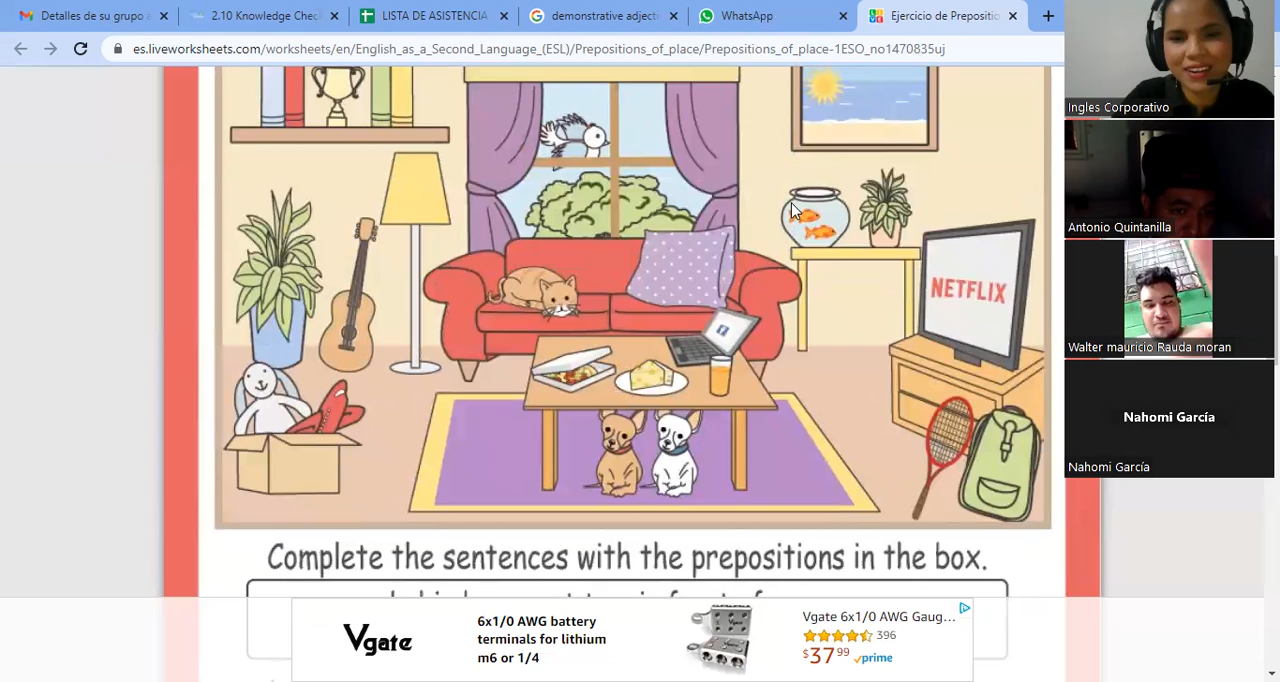 Detalles de su grupo a
2.10 Knowledge Chec
LISTA DE ASISTENCIA
demonstrative adject
WhatsApp
Ejercicio de Prepositio
es.liveworksheets.com/worksheets/en/English_as_a_Second_Language_(ESL)/Prepositions_of_place/Prepositions_of_place-1ESO_no1470835uj
Ingles Corporativo
Antonio Quintanilla
Walter mauricio Rauda moran
Nahomi García
Nahomi García
NETFLIX
Complete the sentences with the prepositions in the box.
Vgate
6x1/0 AWG battery
terminals for lithium
m6 or 1/4
Vgate 6x1/0 AWG Gaug...
396
$37.99 prime